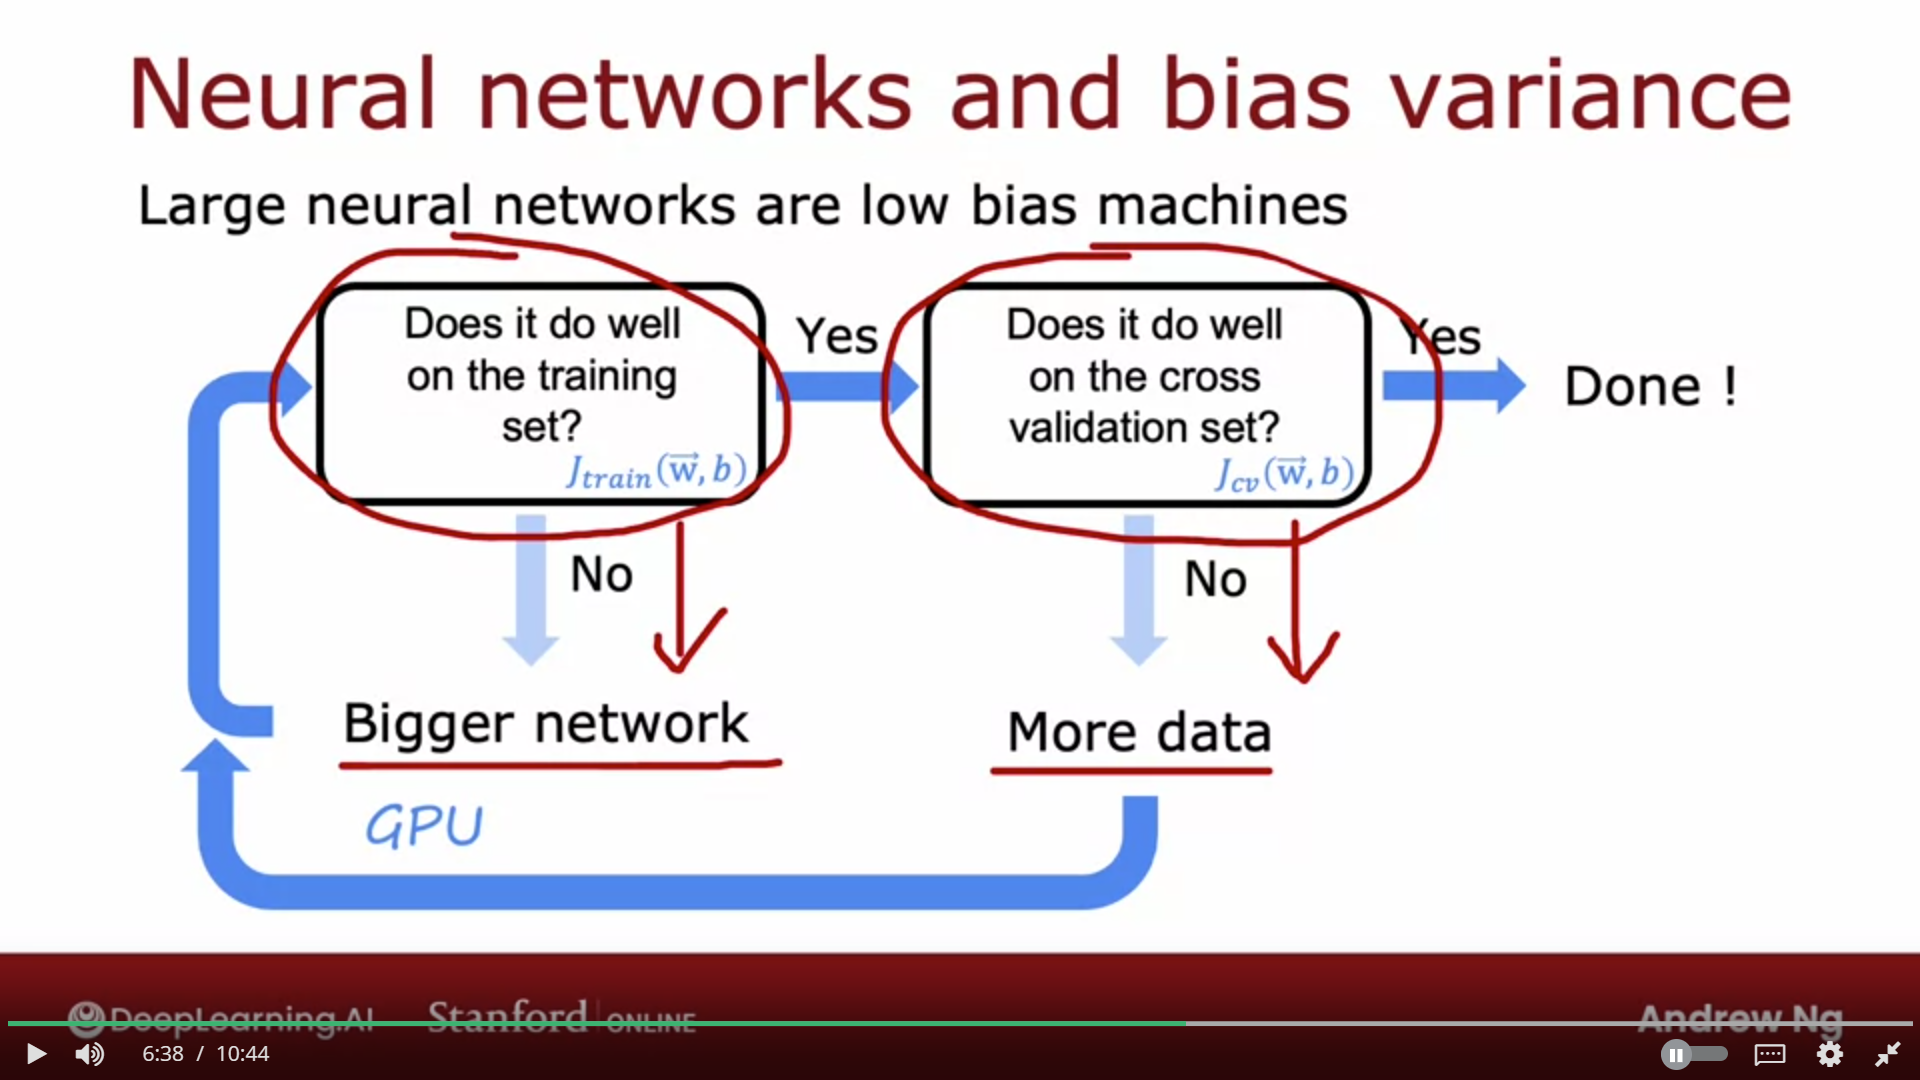 Neural networks and bias variance
Large neural networks are low bias machines
Does it do well
on the training
set?
J_train(w⃗, b)
Yes
Does it do well
on the cross
validation set?
J_cv(w⃗, b)
Yes
Done !
No
No
Bigger network
More data
GPU
DeepLearning.AI
Stanford | ONLINE
Andrew Ng
6:38 / 10:44